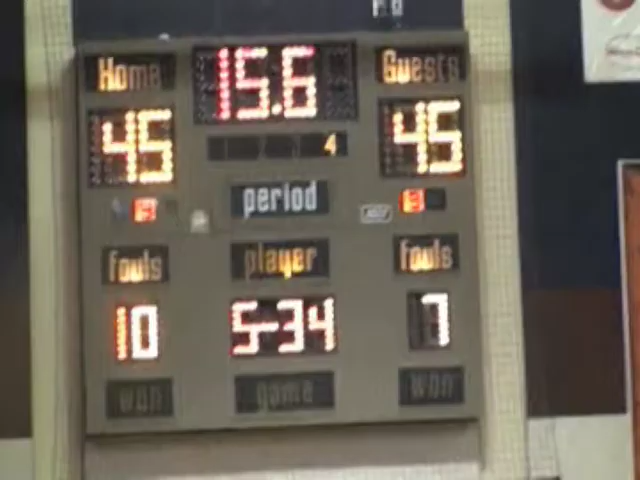 Home 15.6 Guests
45 4 45
period
fouls player fouls
10 5-34 7
won game won